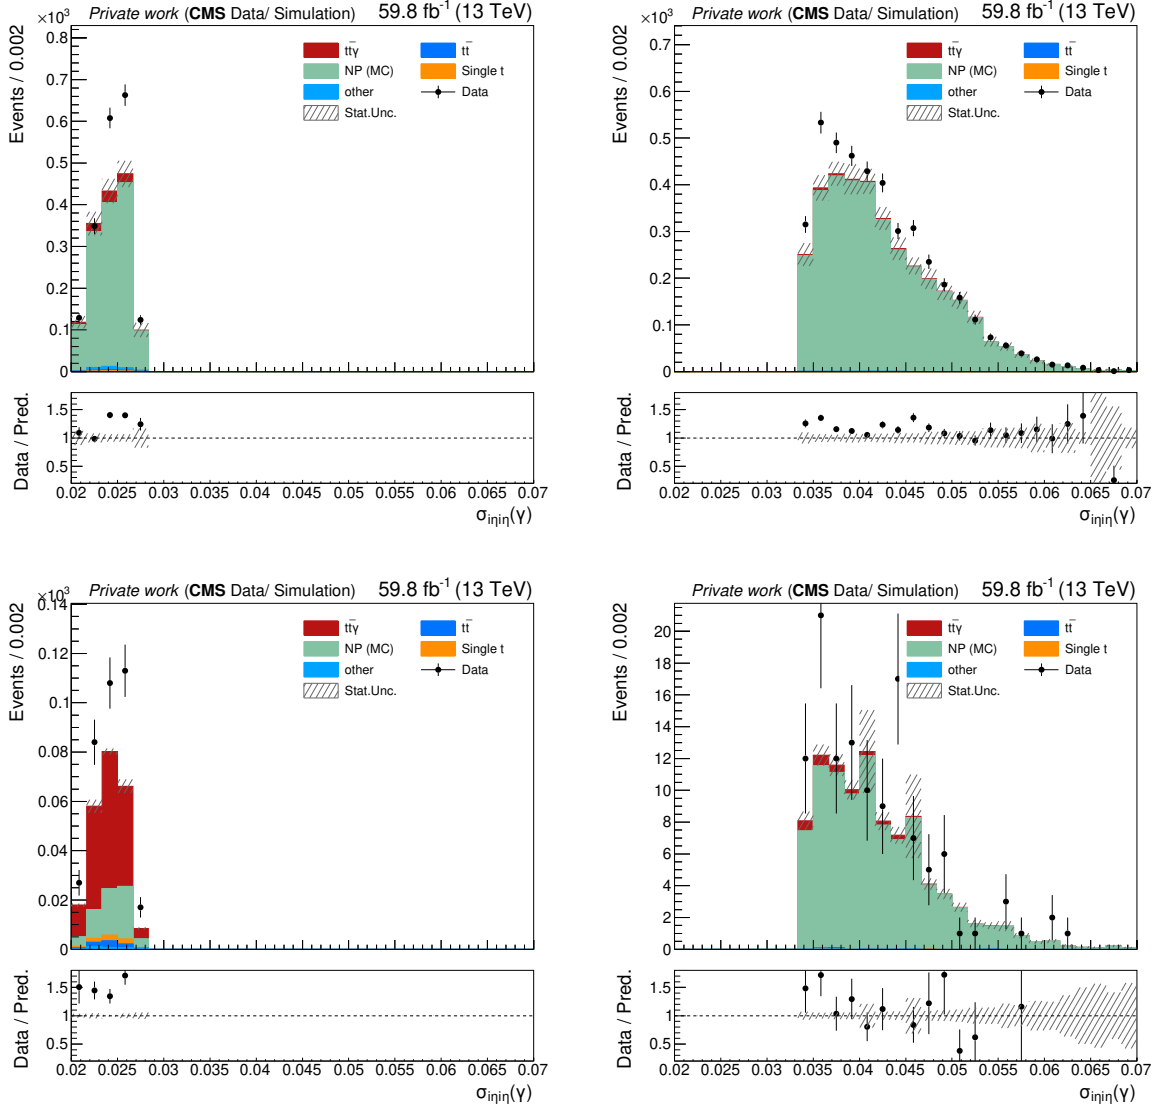 Private work (CMS Data/ Simulation) 59.8 fb⁻¹ (13 TeV)
×10³
Events / 0.002
0.8
0.7
0.6
0.5
0.4
0.3
0.2
0.1
0
tt̄γ
tt̄
NP (MC)
Single t
other
Data
Stat.Unc.
Data / Pred.
1.5
1
0.5
0.02 0.025 0.03 0.035 0.04 0.045 0.05 0.055 0.06 0.065 0.07
σiηiη(γ)
Private work (CMS Data/ Simulation) 59.8 fb⁻¹ (13 TeV)
×10³
Events / 0.002
0.7
0.6
0.5
0.4
0.3
0.2
0.1
0
tt̄γ
tt̄
NP (MC)
Single t
other
Data
Stat.Unc.
Data / Pred.
1.5
1
0.5
0.02 0.025 0.03 0.035 0.04 0.045 0.05 0.055 0.06 0.065 0.07
σiηiη(γ)
Private work (CMS Data/ Simulation) 59.8 fb⁻¹ (13 TeV)
×10³
Events / 0.002
0.14
0.12
0.1
0.08
0.06
0.04
0.02
0
tt̄γ
tt̄
NP (MC)
Single t
other
Data
Stat.Unc.
Data / Pred.
1.5
1
0.5
0.02 0.025 0.03 0.035 0.04 0.045 0.05 0.055 0.06 0.065 0.07
σiηiη(γ)
Private work (CMS Data/ Simulation) 59.8 fb⁻¹ (13 TeV)
Events / 0.002
20
18
16
14
12
10
8
6
4
2
0
tt̄γ
tt̄
NP (MC)
Single t
other
Data
Stat.Unc.
Data / Pred.
1.5
1
0.5
0.02 0.025 0.03 0.035 0.04 0.045 0.05 0.055 0.06 0.065 0.07
σiηiη(γ)